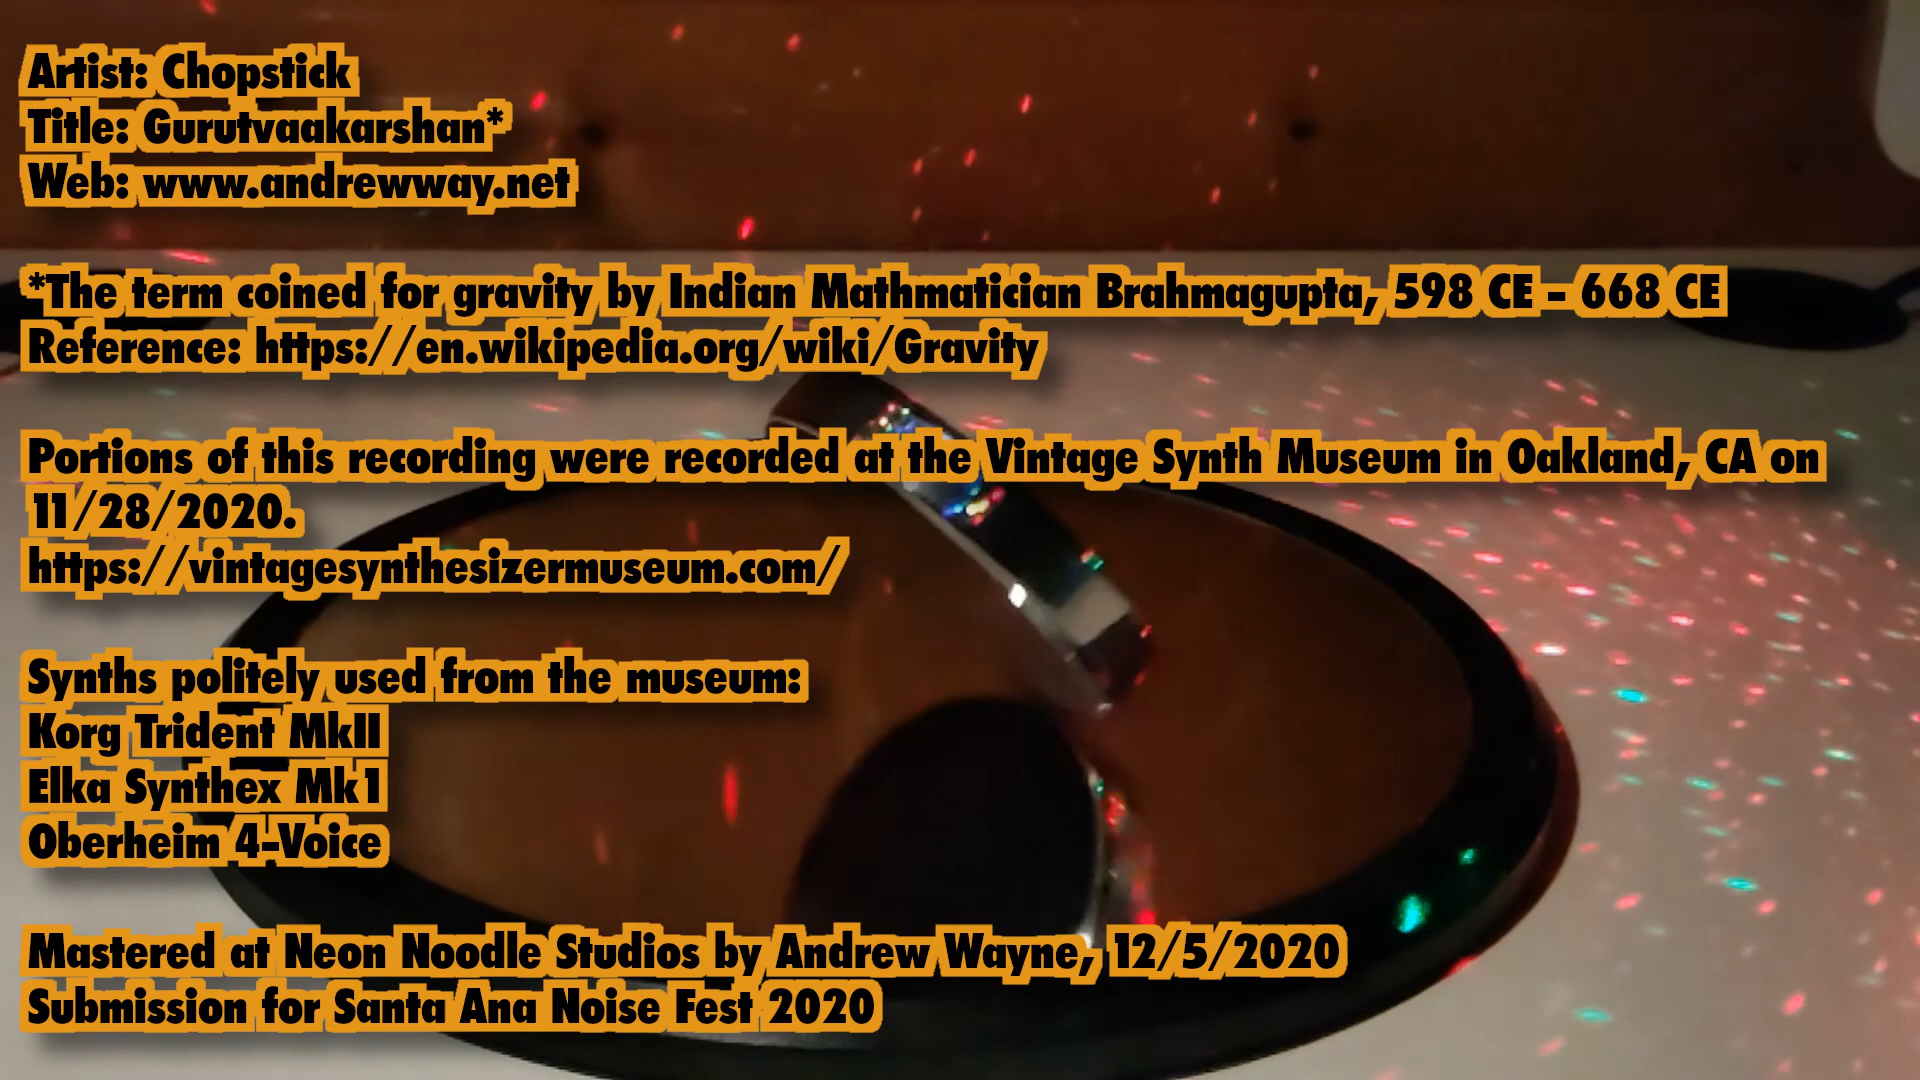 Artist: Chopstick
Title: Gurutvaakarshan*
Web: www.andrewway.net
*The term coined for gravity by Indian Mathmatician Brahmagupta, 598 CE - 668 CE
Reference: https://en.wikipedia.org/wiki/Gravity
Portions of this recording were recorded at the Vintage Synth Museum in Oakland, CA on
11/28/2020.
https://vintagesynthesizermuseum.com/
Synths politely used from the museum:
Korg Trident MkII
Elka Synthex Mk1
Oberheim 4-Voice
Mastered at Neon Noodle Studios by Andrew Wayne, 12/5/2020
Submission for Santa Ana Noise Fest 2020